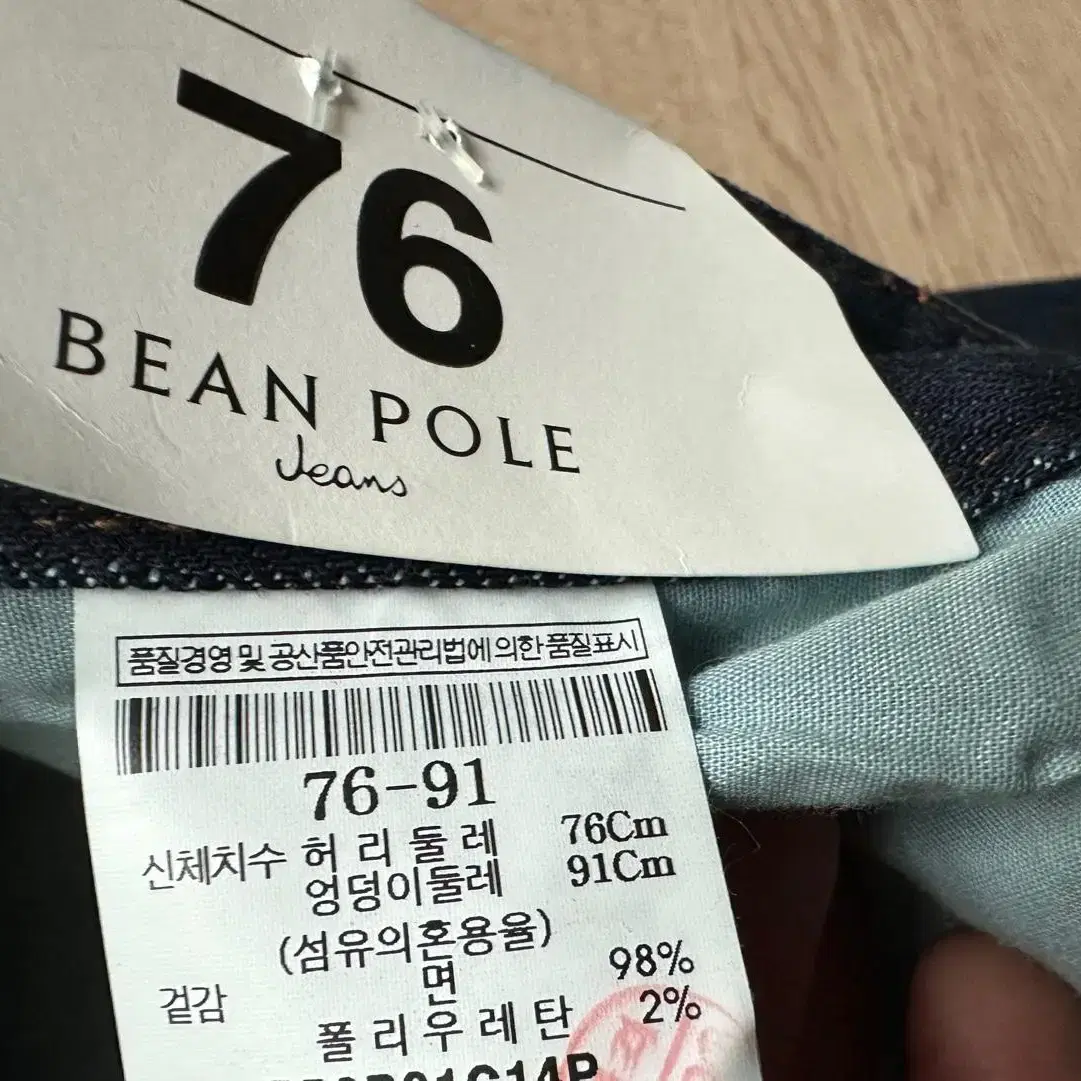 76
BEAN POLE
Jeans
품질경영 및 공산품안전관리법에 의한 품질표시
76-91
신체치수 허리둘레 76Cm
엉덩이둘레 91Cm
(섬유의혼용율)
겉감 면 98%
폴리우레탄 2%